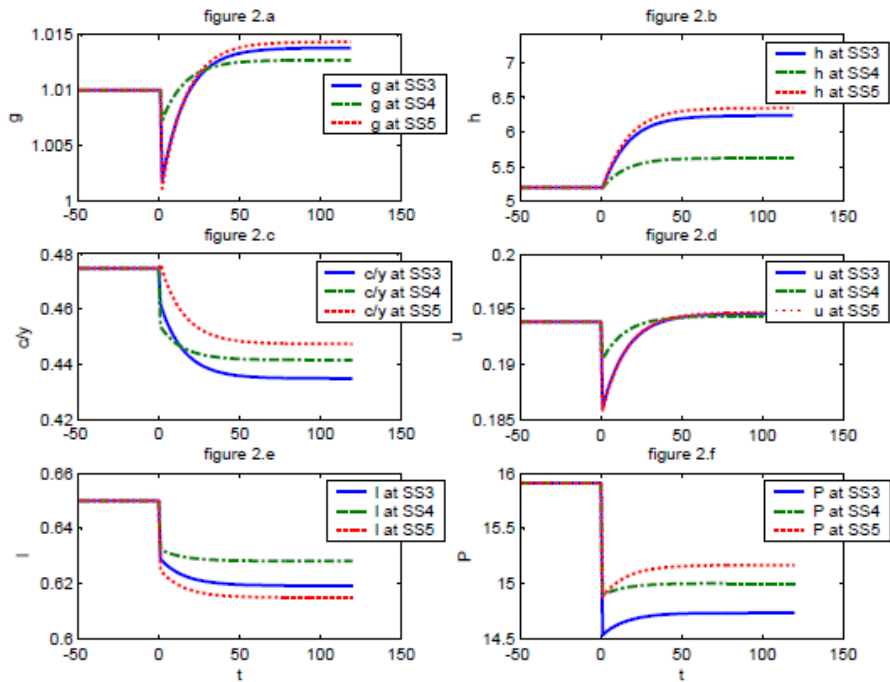 figure 2.a
1.015
1.01
1.005
1
g
-50
0
50
100
150
g at SS3
g at SS4
g at SS5
figure 2.b
7
6.5
6
5.5
5
h
-50
0
50
100
150
h at SS3
h at SS4
h at SS5
figure 2.c
0.48
0.46
0.44
0.42
c/y
-50
0
50
100
150
c/y at SS3
c/y at SS4
c/y at SS5
figure 2.d
0.2
0.195
0.19
0.185
u
-50
0
50
100
150
u at SS3
u at SS4
u at SS5
figure 2.e
0.66
0.64
0.62
0.6
l
-50
0
50
100
150
t
l at SS3
l at SS4
l at SS5
figure 2.f
16
15.5
15
14.5
P
-50
0
50
100
150
t
P at SS3
P at SS4
P at SS5